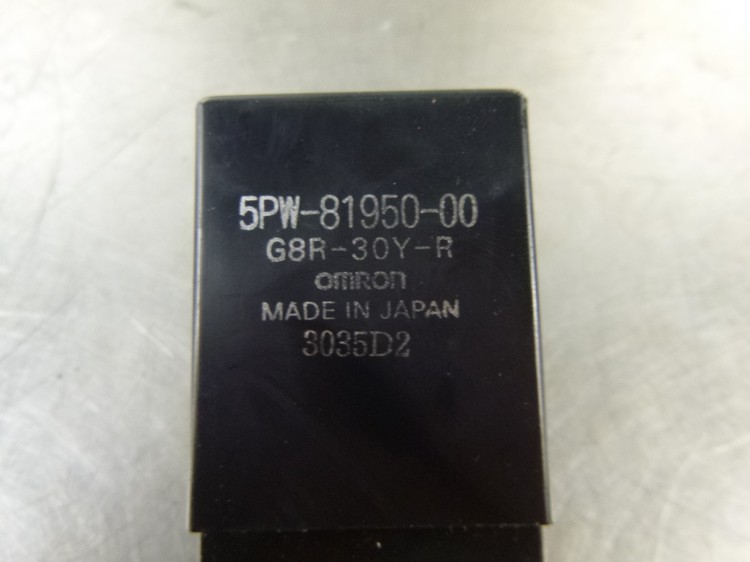 5PW-81950-00
G8R-30Y-R
omron
MADE IN JAPAN
3035D2